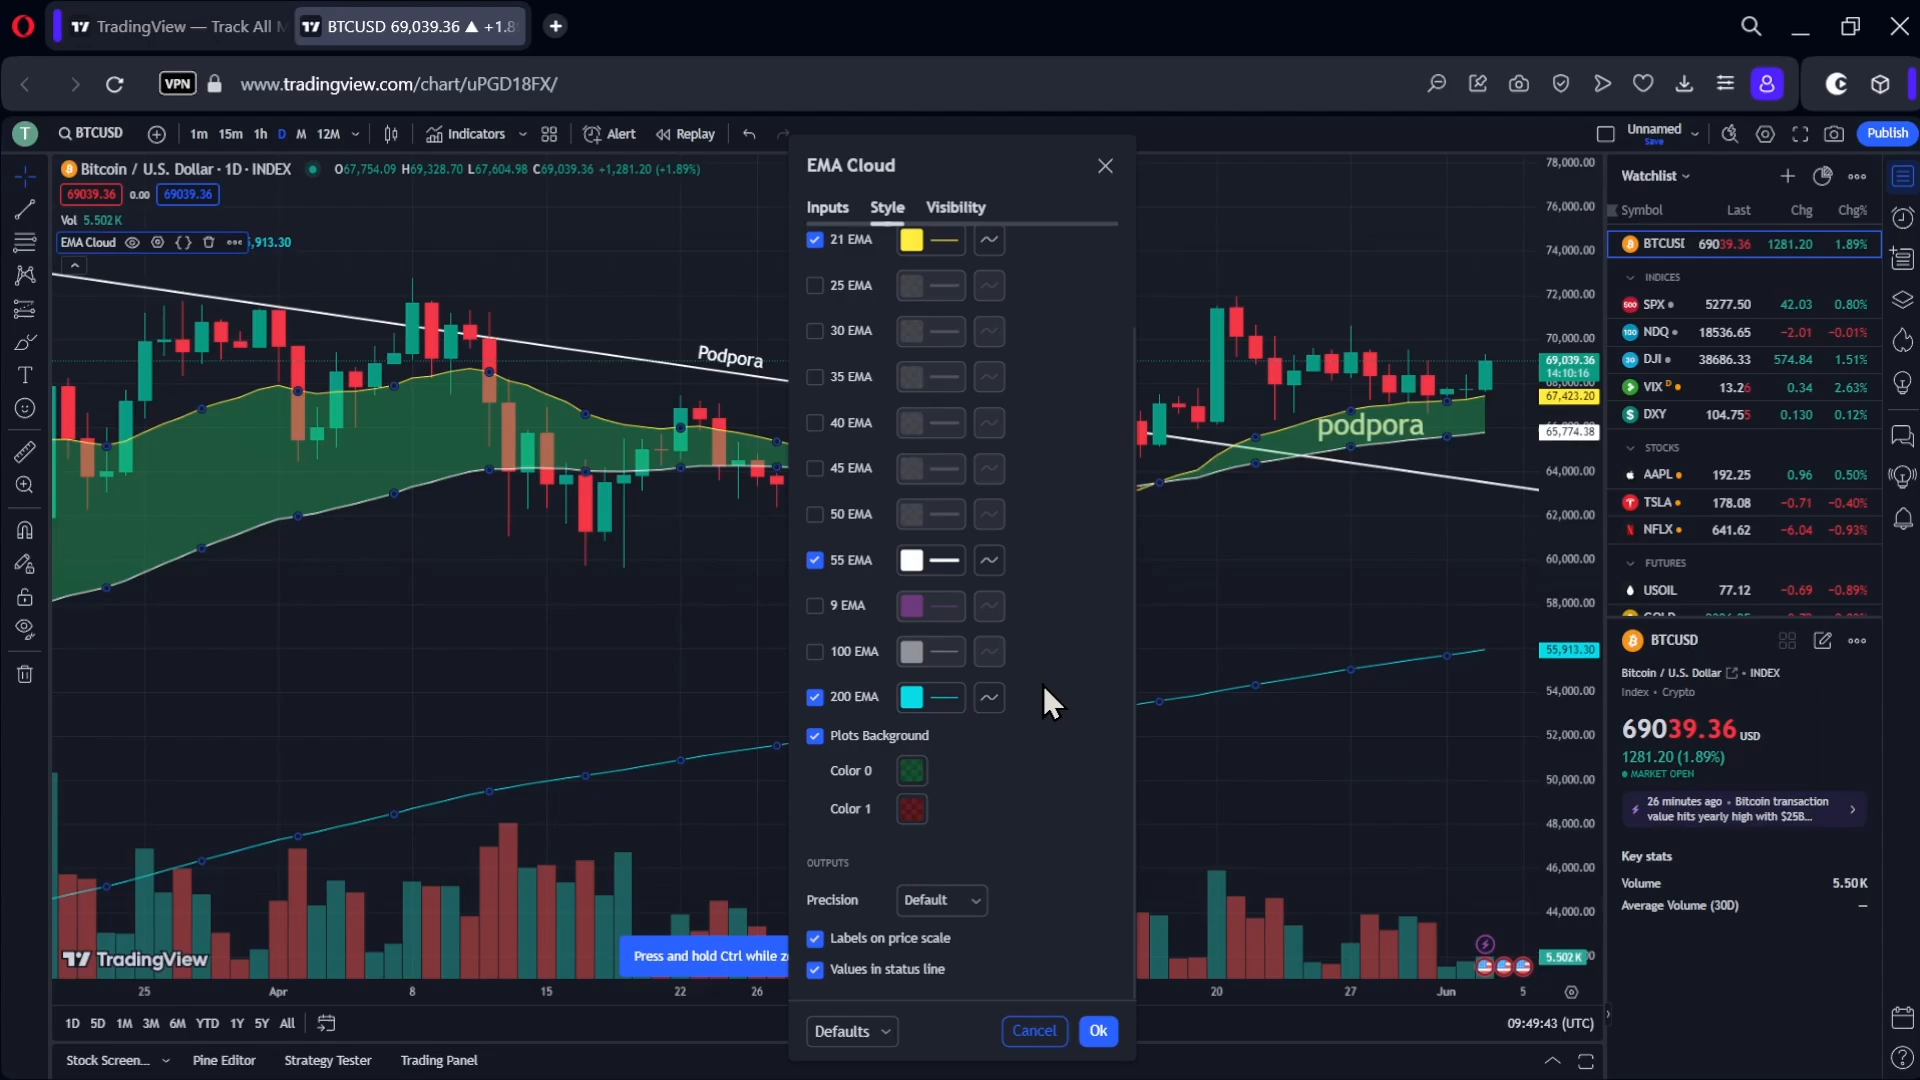 TradingView — Track All M
BTCUSD 69,039.36 ▲ +1.8
VPN
www.tradingview.com/chart/uPGD18FX/
T
BTCUSD
1m 15m 1h D M 12M
Indicators
Alert
Replay
Unnamed
Save
Publish
Bitcoin / U.S. Dollar · 1D · INDEX
O67,754.09 H69,328.70 L67,604.98 C69,039.36 +1,281.20 (+1.89%)
69039.36 0.00 69039.36
Vol 5.502K
EMA Cloud
,913.30
Podpora
podpora
EMA Cloud
Inputs Style Visibility
21 EMA
25 EMA
30 EMA
35 EMA
40 EMA
45 EMA
50 EMA
55 EMA
9 EMA
100 EMA
200 EMA
Plots Background
Color 0
Color 1
OUTPUTS
Precision Default
Labels on price scale
Values in status line
Defaults Cancel Ok
78,000.00
76,000.00
74,000.00
72,000.00
70,000.00
69,039.36
14:10:16
68,000.00
67,423.20
65,774.38
64,000.00
62,000.00
60,000.00
58,000.00
55,913.30
54,000.00
52,000.00
50,000.00
48,000.00
46,000.00
44,000.00
5.502K
TradingView
Press and hold Ctrl while z
25 Apr 8 15 22 26 20 27 Jun 5
1D 5D 1M 3M 6M YTD 1Y 5Y All
09:49:43 (UTC)
Stock Screen... Pine Editor Strategy Tester Trading Panel
Watchlist
Symbol Last Chg Chg%
BTCUSI 69039.36 1281.20 1.89%
INDICES
500 SPX 5277.50 42.03 0.80%
100 NDQ 18536.65 -2.01 -0.01%
30 DJI 38686.33 574.84 1.51%
VIX D 13.26 0.34 2.63%
$ DXY 104.755 0.130 0.12%
STOCKS
AAPL 192.25 0.96 0.50%
TSLA 178.08 -0.71 -0.40%
NFLX 641.62 -6.04 -0.93%
FUTURES
USOIL 77.12 -0.69 -0.89%
BTCUSD
Bitcoin / U.S. Dollar · INDEX
Index · Crypto
69039.36 USD
1281.20 (1.89%)
MARKET OPEN
26 minutes ago · Bitcoin transaction
value hits yearly high with $25B...
Key stats
Volume 5.50K
Average Volume (30D) —